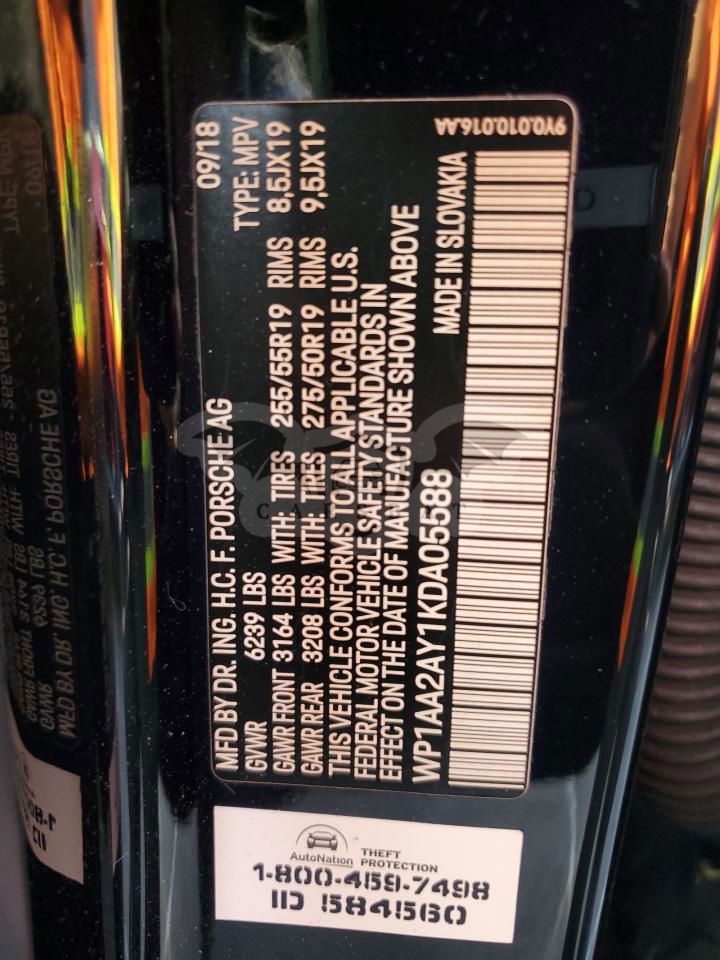 MFD BY DR. ING. H.C. F. PORSCHE AG 09/18
GVWR 6239 LBS TYPE: MPV
GAWR FRONT 3164 LBS WITH: TIRES 255/55R19 RIMS 8,5JX19
GAWR REAR 3208 LBS WITH: TIRES 275/50R19 RIMS 9,5JX19
THIS VEHICLE CONFORMS TO ALL APPLICABLE U.S.
FEDERAL MOTOR VEHICLE SAFETY STANDARDS IN
EFFECT ON THE DATE OF MANUFACTURE SHOWN ABOVE
WP1AA2AY1KDA05588
MADE IN SLOVAKIA
9Y0.010.016.AA
AutoNation THEFT
PROTECTION
1-800-459-7498
ID 584560